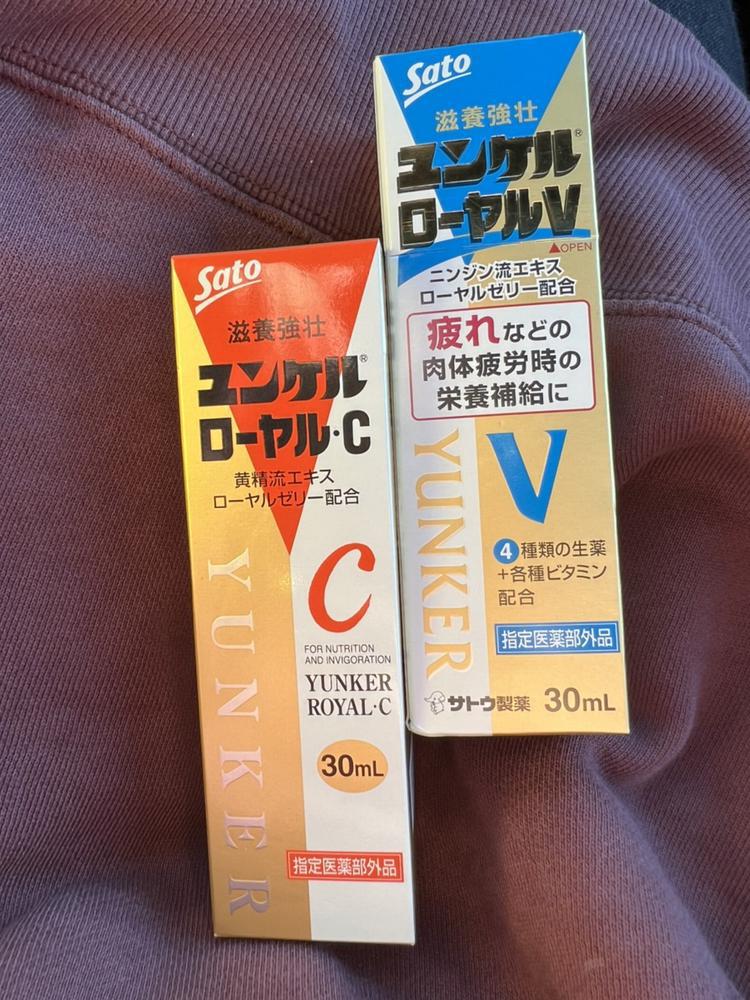 Sato
滋養強壮
ユンケル®
ローヤル・C
黄精流エキス
ローヤルゼリー配合
YUNKER
C
FOR NUTRITION
AND INVIGORATION
YUNKER
ROYAL・C
30mL
指定医薬部外品
Sato
滋養強壮
ユンケル®
ローヤルV
▲OPEN
ニンジン流エキス
ローヤルゼリー配合
疲れなどの
肉体疲労時の
栄養補給に
YUNKER
V
4種類の生薬
+各種ビタミン
配合
指定医薬部外品
サトウ製薬 30mL